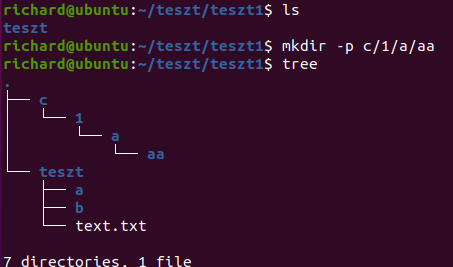 richard@ubuntu:~/teszt/teszt1$ ls
teszt
richard@ubuntu:~/teszt/teszt1$ mkdir -p c/1/a/aa
richard@ubuntu:~/teszt/teszt1$ tree
.
├── c
│   └── 1
│       └── a
│           └── aa
└── teszt
    ├── a
    ├── b
    └── text.txt
7 directories, 1 file